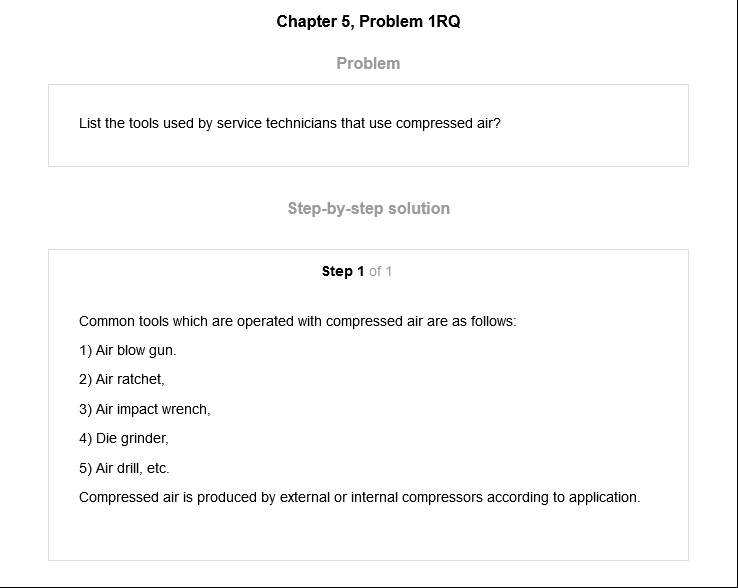 Chapter 5, Problem 1RQ
Problem
List the tools used by service technicians that use compressed air?
Step-by-step solution
Step 1 of 1
Common tools which are operated with compressed air are as follows:
1) Air blow gun.
2) Air ratchet,
3) Air impact wrench,
4) Die grinder,
5) Air drill, etc.
Compressed air is produced by external or internal compressors according to application.